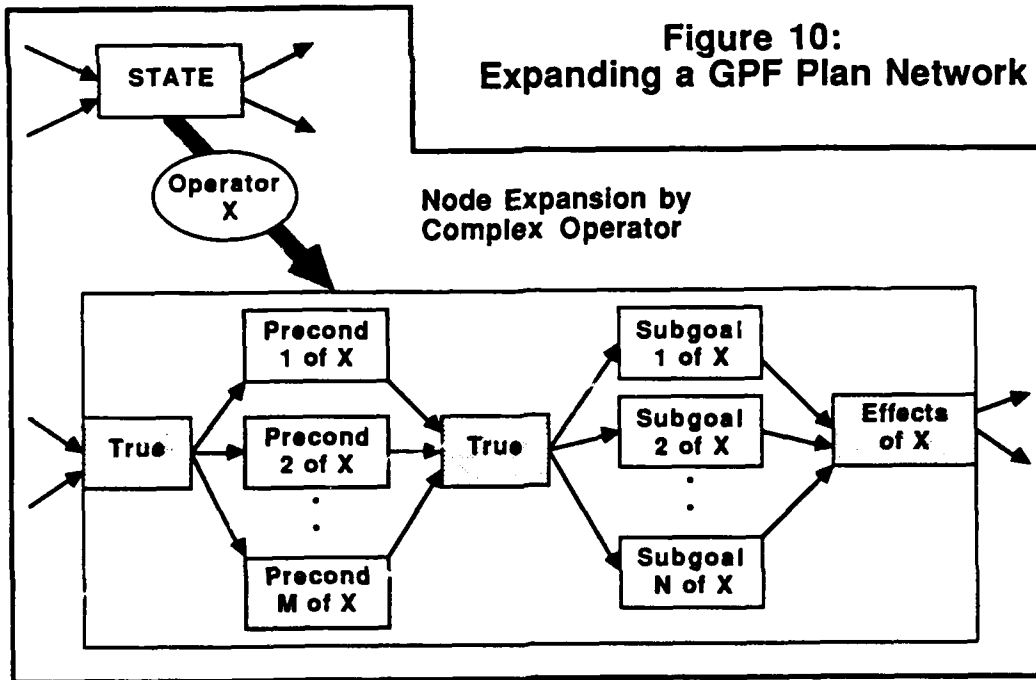 Figure 10:
Expanding a GPF Plan Network
STATE
Operator
X
Node Expansion by
Complex Operator
True
Precond
1 of X
Precond
2 of X
Precond
M of X
True
Subgoal
1 of X
Subgoal
2 of X
Subgoal
N of X
Effects
of X